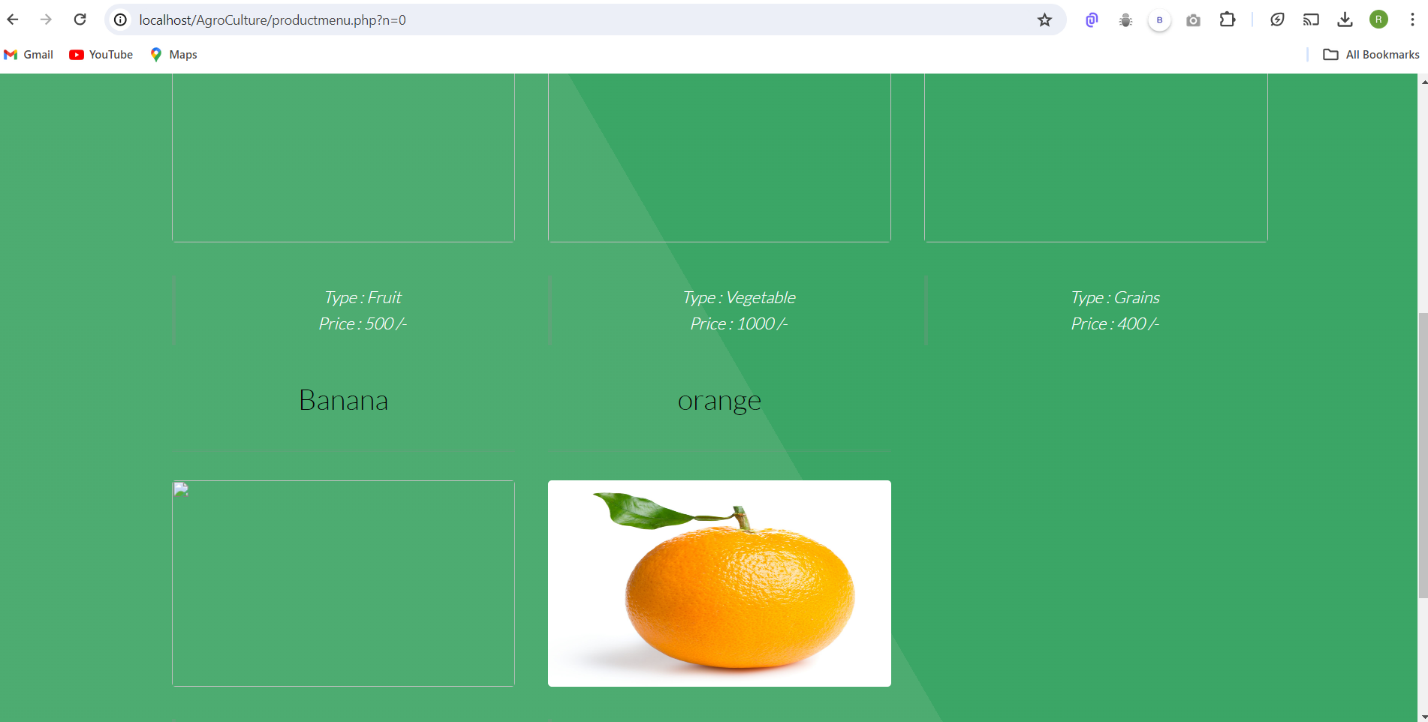 localhost/AgroCulture/productmenu.php?n=0
B
R
Gmail
YouTube
Maps
All Bookmarks
Type : Fruit
Price : 500 /-
Type : Vegetable
Price : 1000 /-
Type : Grains
Price : 400 /-
Banana
orange